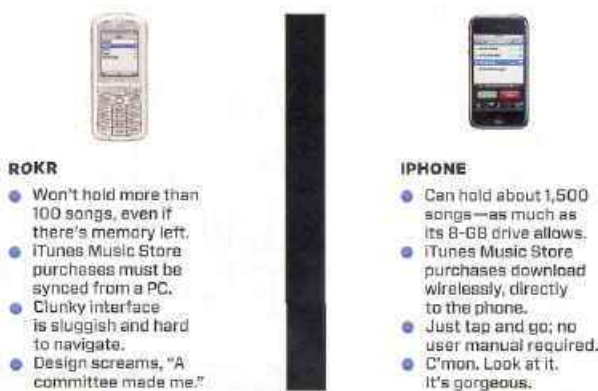 ROKR
Won't hold more than
100 songs, even if
there's memory left.
iTunes Music Store
purchases must be
synced from a PC.
Clunky interface
is sluggish and hard
to navigate.
Design screams, "A
committee made me."
IPHONE
Can hold about 1,500
songs—as much as
its 8-GB drive allows.
iTunes Music Store
purchases download
wirelessly, directly
to the phone.
Just tap and go; no
user manual required.
C'mon. Look at it.
It's gorgeous.